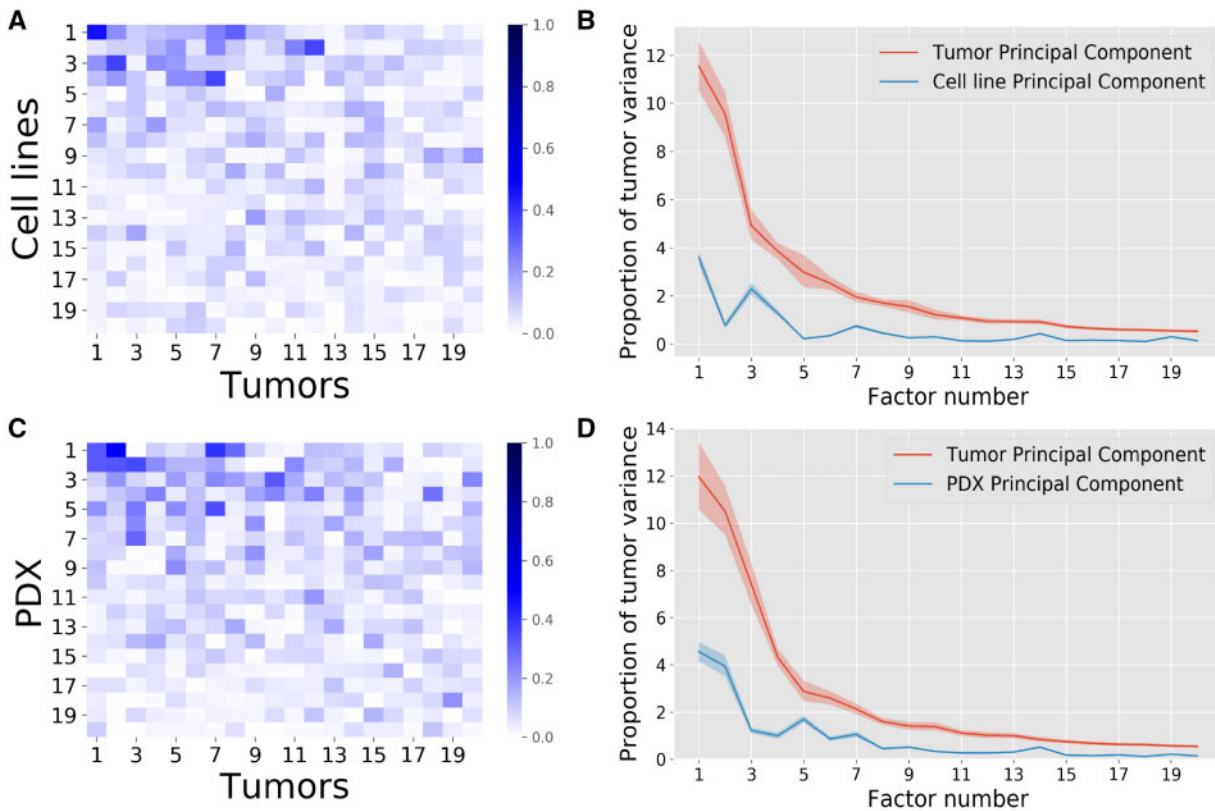 A
Cell lines
1
3
5
7
9
11
13
15
17
19
1 3 5 7 9 11 13 15 17 19
Tumors
1.0
0.8
0.6
0.4
0.2
0.0
B
Proportion of tumor variance
12
10
8
6
4
2
0
Tumor Principal Component
Cell line Principal Component
1 3 5 7 9 11 13 15 17 19
Factor number
C
PDX
1
3
5
7
9
11
13
15
17
19
1 3 5 7 9 11 13 15 17 19
Tumors
1.0
0.8
0.6
0.4
0.2
0.0
D
Proportion of tumor variance
14
12
10
8
6
4
2
0
Tumor Principal Component
PDX Principal Component
1 3 5 7 9 11 13 15 17 19
Factor number